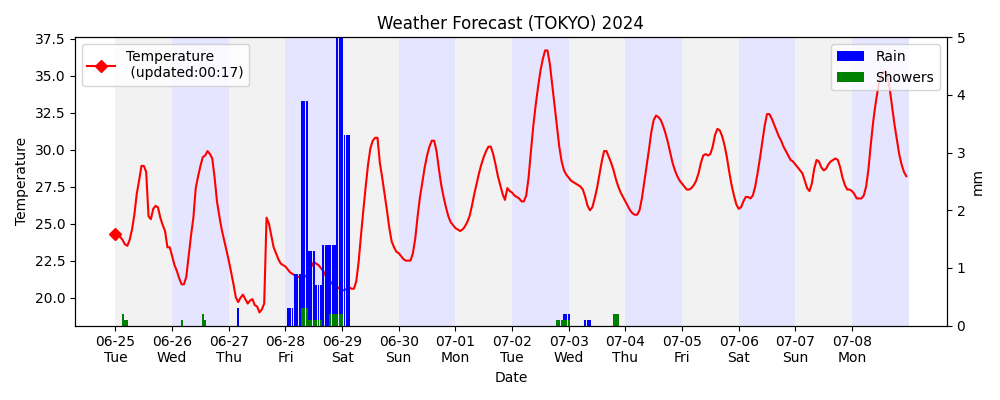 Weather Forecast (TOKYO) 2024
Temperature
(updated:00:17)
Rain
Showers
Temperature
37.5
35.0
32.5
30.0
27.5
25.0
22.5
20.0
5
4
3
2
1
0
mm
06-25 06-26 06-27 06-28 06-29 06-30 07-01 07-02 07-03 07-04 07-05 07-06 07-07 07-08
Tue Wed Thu Fri Sat Sun Mon Tue Wed Thu Fri Sat Sun Mon
Date